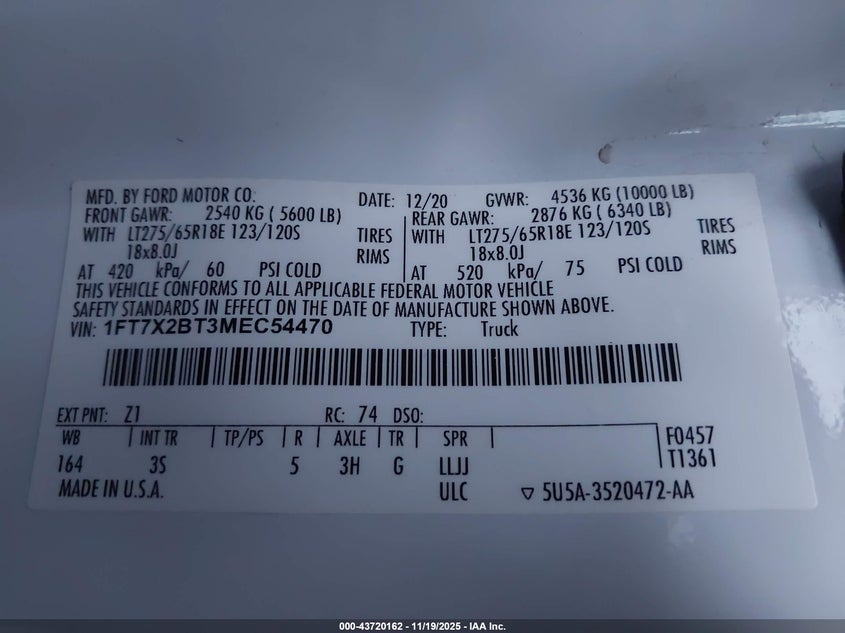 MFD. BY FORD MOTOR CO. DATE: 12/20 GVWR: 4536 KG (10000 LB)
FRONT GAWR: 2540 KG ( 5600 LB) REAR GAWR: 2876 KG ( 6340 LB)
WITH LT275/65R18E 123/120S TIRES WITH LT275/65R18E 123/120S TIRES
18x8.0J RIMS 18x8.0J RIMS
AT 420 kPa/ 60 PSI COLD AT 520 kPa/ 75 PSI COLD
THIS VEHICLE CONFORMS TO ALL APPLICABLE FEDERAL MOTOR VEHICLE
SAFETY STANDARDS IN EFFECT ON THE DATE OF MANUFACTURE SHOWN ABOVE.
VIN: 1FT7X2BT3MEC54470 TYPE: Truck
EXT PNT: Z1 RC: 74 DSO:
WB | INT TR | TP/PS | R | AXLE | TR | SPR | F0457
164 3S 5 3H G LLJJ T1361
MADE IN U.S.A. ULC ▽ 5U5A-3520472-AA
000-43720162 - 11/19/2025 - IAA Inc.